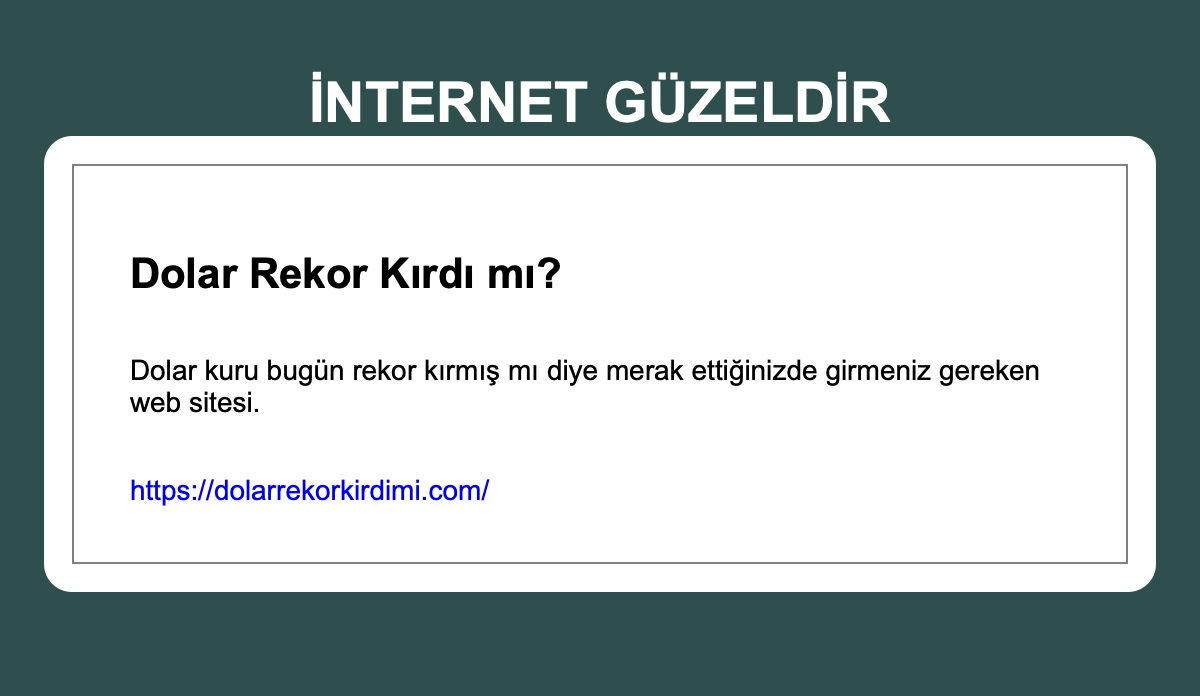 İNTERNET GÜZELDİR
Dolar Rekor Kırdı mı?
Dolar kuru bugün rekor kırmış mı diye merak ettiğinizde girmeniz gereken
web sitesi.
https://dolarrekorkirdimi.com/